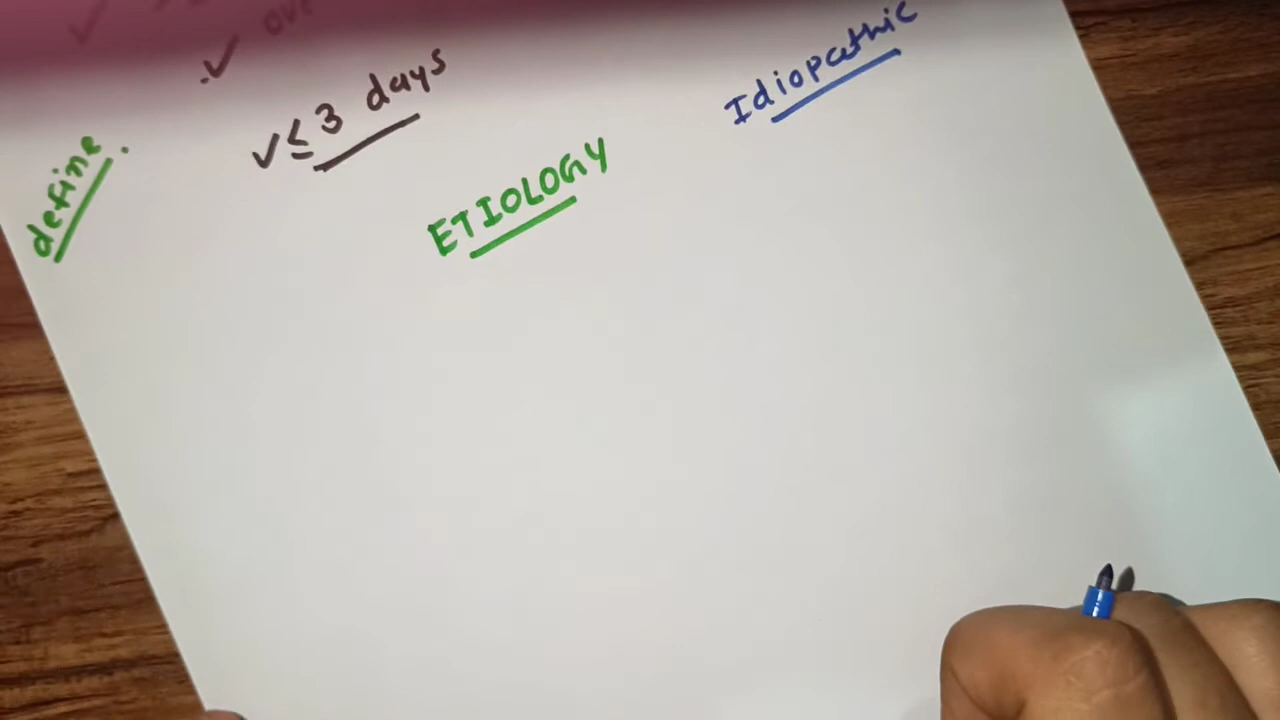 ✓ ≤ 3 days
define
Idiopathic
ETIOLOGY